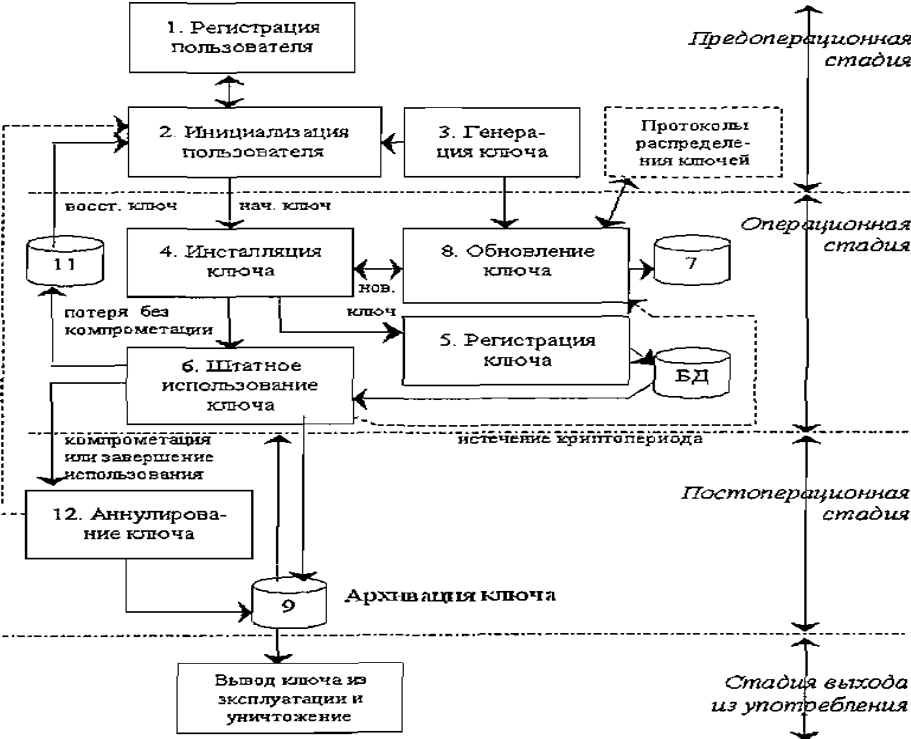 1. Регистрация
пользователя
Предоперационная
стадия
2. Инициализация
пользователя
3. Генера-
ция ключа
Протоколы
распределе-
ния ключей
восст. ключ
нач. ключ
Операционная
стадия
11
4. Инсталляция
ключа
8. Обновление
ключа
7
нов.
ключ
потеря без
компрометации
5. Регистрация
ключа
БД
6. Штатное
использование
ключа
истечение криптопериода
компрометация
или завершение
использования
Постоперационная
стадия
12. Аннулирова-
ние ключа
9
Архивация ключа
Вывод ключа из
эксплуатации и
уничтожение
Стадия выхода
из употребления